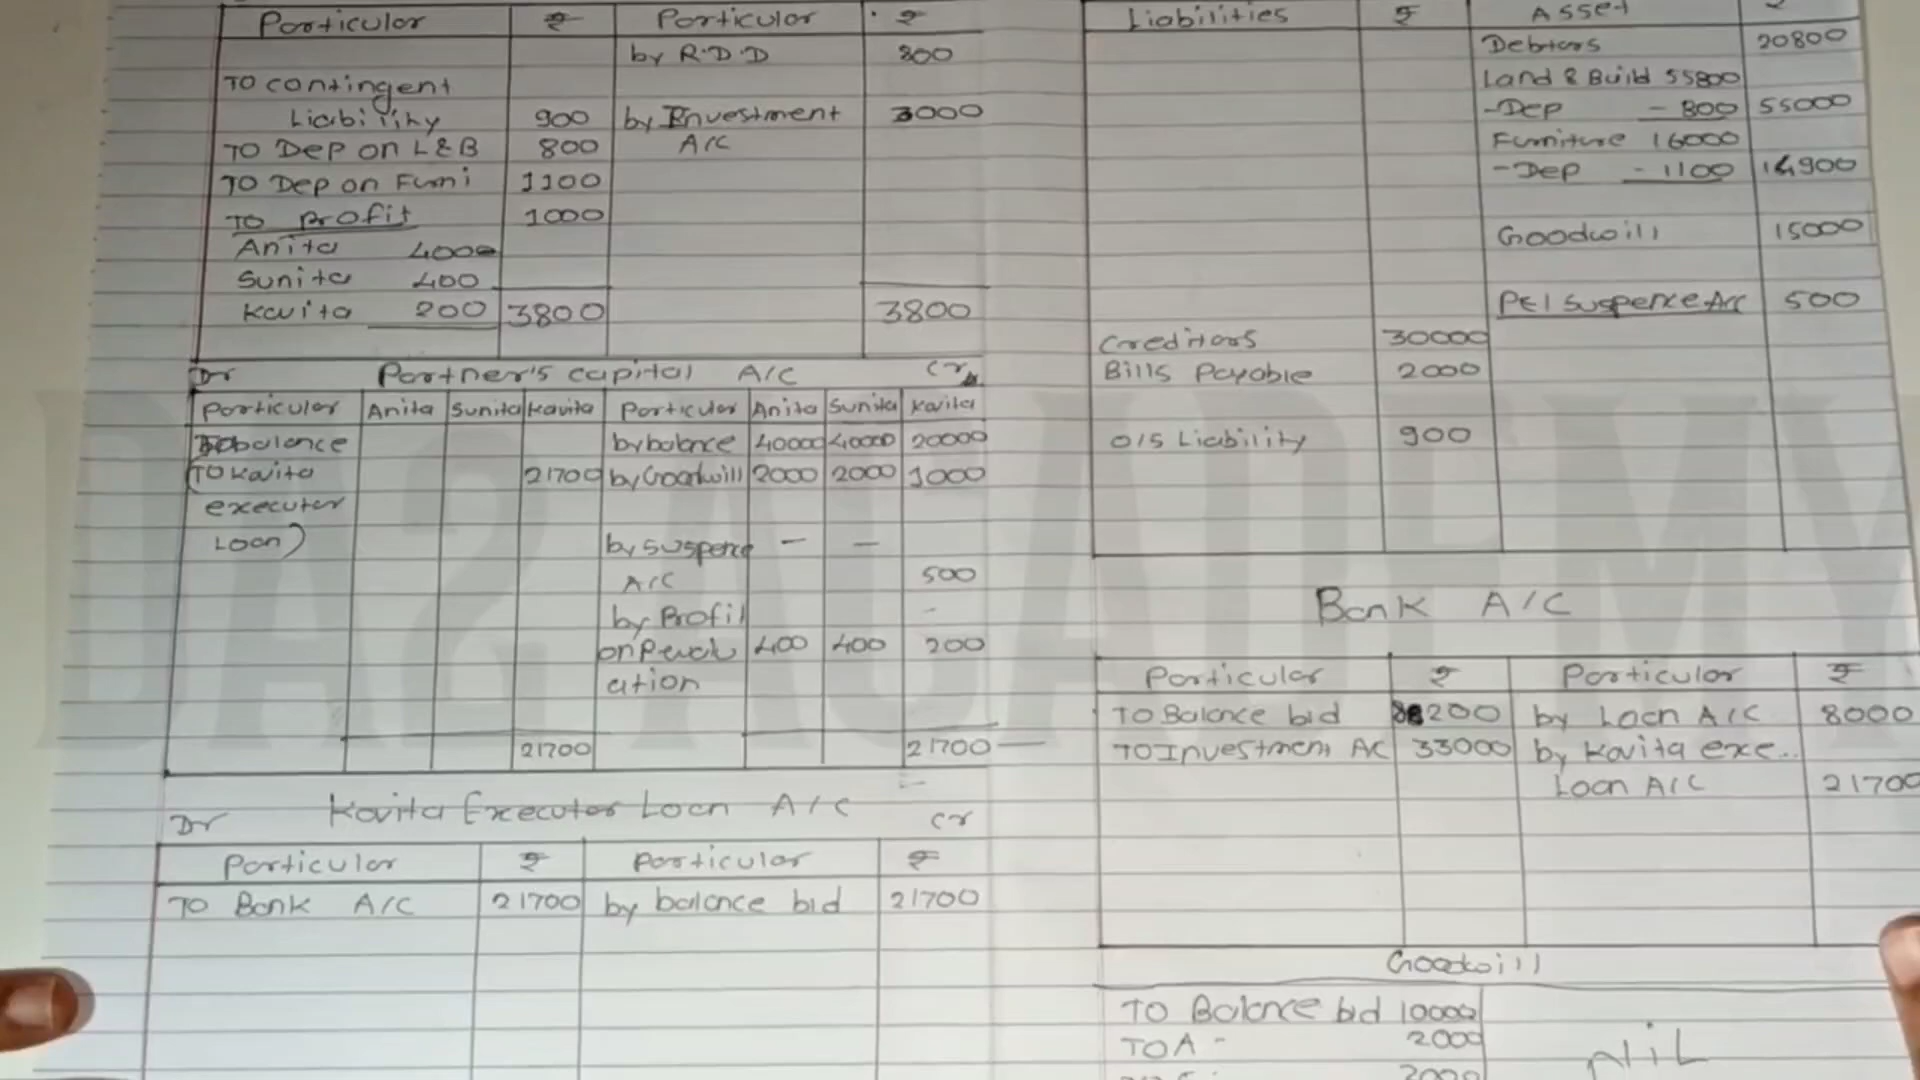 Particular ₹ Particular ₹
by R.D.D 800
TO contingent
Liability 900 by Investment 3000
A/C
TO Dep on L&B 800
TO Dep on Furni 1100
TO Profit 1000
Anita 400
Sunita 400
Kavita 200 3800 3800
Dr Partner's capital A/C Cr
Particular Anita Sunita Kavita Particular Anita Sunita Kavita
balance by balance 40000 40000 20000
TO Kavita 21700 by Goodwill 2000 2000 1000
executor
Loan) by suspence - -
A/C 500
by Profit -
on Reval 400 400 200
ation
21700 21700
Dr Kavita Executor Loan A/C Cr
Particular ₹ Particular ₹
TO Bank A/C 21700 by balance b/d 21700
Liabilities ₹ Asset
Debtors 20800
Land & Build 55800
-Dep - 800 55000
Furniture 16000
-Dep - 1100 14900
Goodwill 15000
P&L Suspence A/c 500
Creditors 30000
Bills Payable 2000
O/S Liability 900
Bank A/C
Particular ₹ Particular ₹
TO Balance b/d 200 by Loan A/C 8000
TO Investment AC 33000 by Kavita exe..
Loan A/C 21700
Goodwill
TO Balance b/d 10000
TO A - 2000
NiL
2000
DAZ ACADEMY